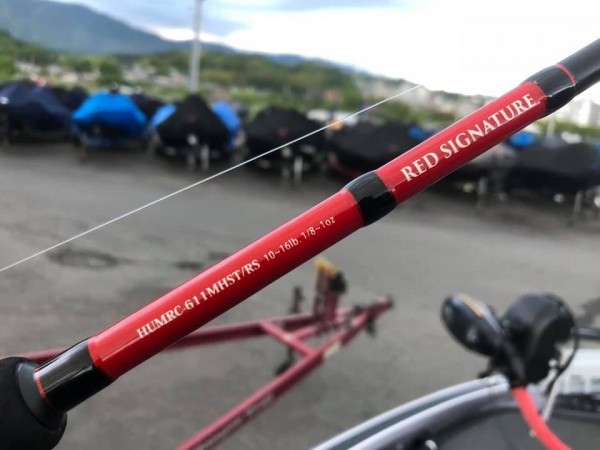 HUMRC-611MHST/RS 10~16lb. 1/8~1oz
RED SIGNATURE